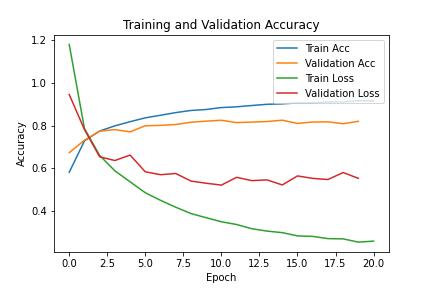 Training and Validation Accuracy
1.2
1.0
0.8
0.6
0.4
Accuracy
Train Acc
Validation Acc
Train Loss
Validation Loss
0.0 2.5 5.0 7.5 10.0 12.5 15.0 17.5 20.0
Epoch